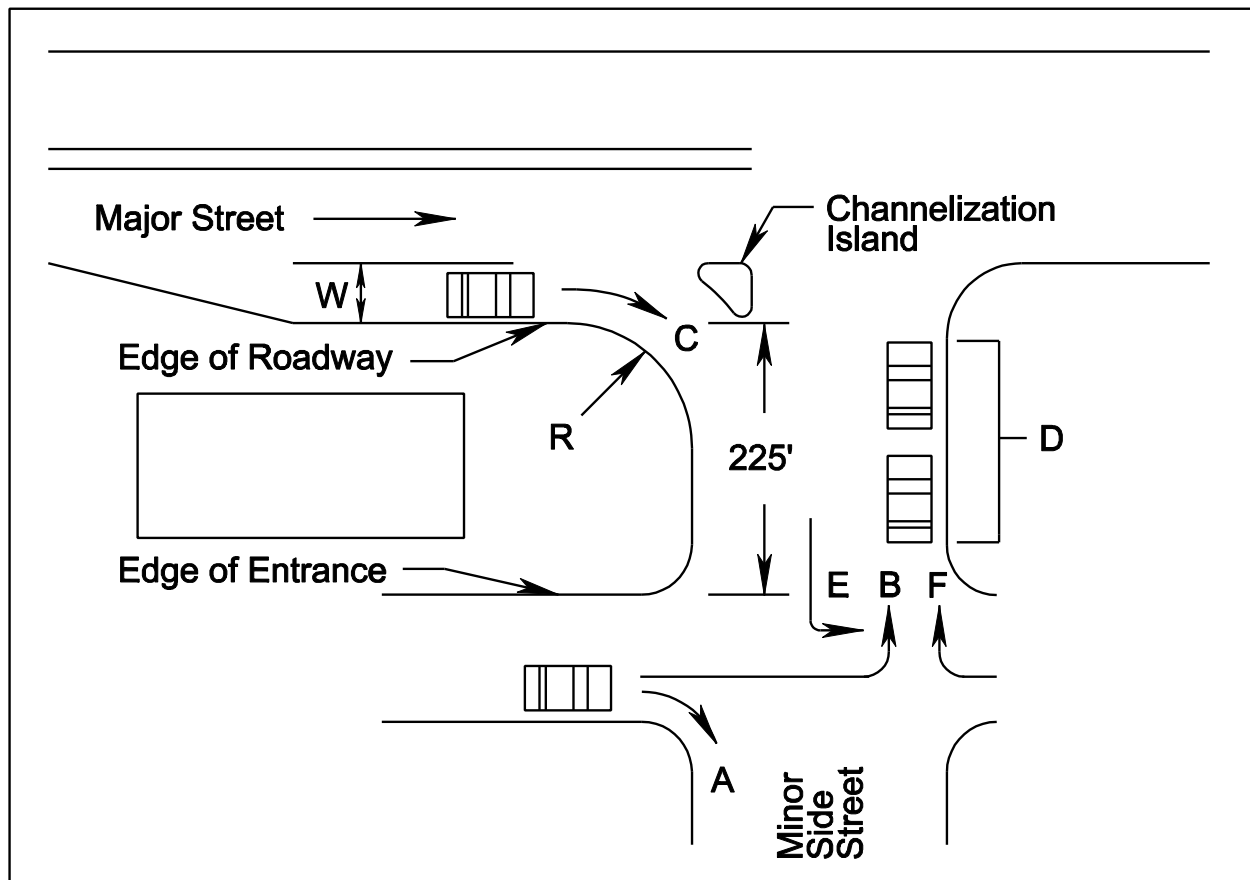 Major Street
Channelization
Island
W
C
Edge of Roadway
R
225'
D
Edge of Entrance
E B F
A
Minor
Side
Street